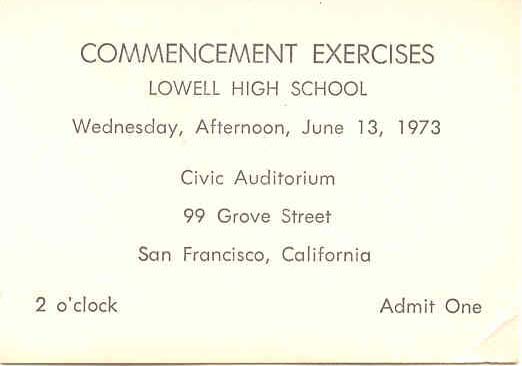 COMMENCEMENT EXERCISES
LOWELL HIGH SCHOOL
Wednesday, Afternoon, June 13, 1973
Civic Auditorium
99 Grove Street
San Francisco, California
2 o'clock Admit One